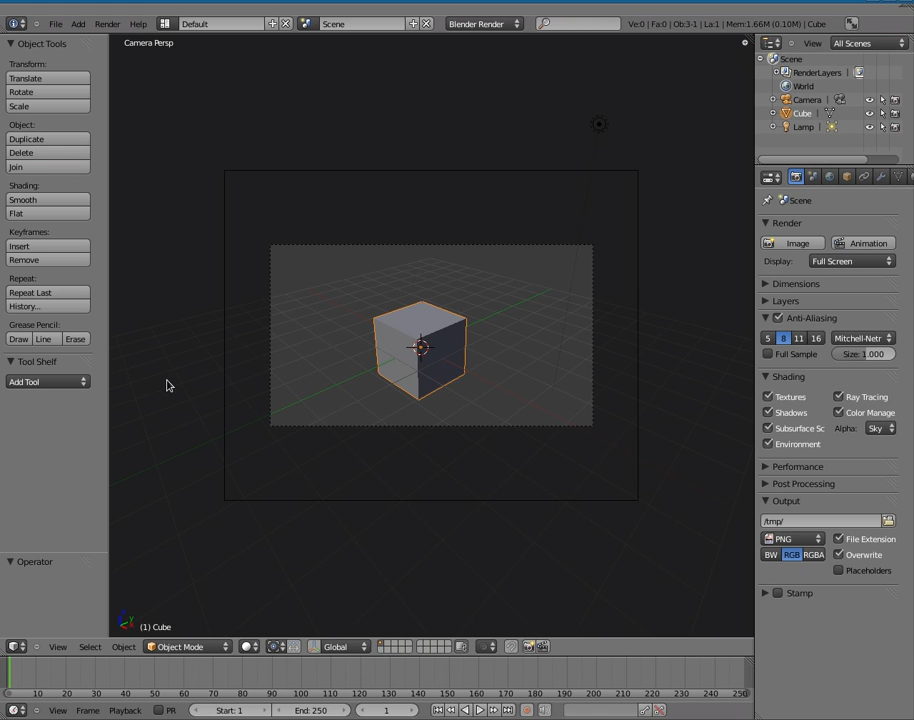 File Add Render Help Default Scene Blender Render Ve:0 | Fa:0 | Ob:3-1 | La:1 | Mem:1.66M (0.10M) | Cube
Object Tools
Transform:
Translate
Rotate
Scale
Object:
Duplicate
Delete
Join
Shading:
Smooth
Flat
Keyframes:
Insert
Remove
Repeat:
Repeat Last
History...
Grease Pencil:
Draw Line Erase
Tool Shelf
Add Tool
Operator
Camera Persp
(1) Cube
View Select Object Object Mode Global
View All Scenes
Scene
RenderLayers
World
Camera
Cube
Lamp
Scene
Render
Image Animation
Display: Full Screen
Dimensions
Layers
Anti-Aliasing
5 8 11 16 Mitchell-Netr
Full Sample Size: 1.000
Shading
Textures Ray Tracing
Shadows Color Manage
Subsurface Sc Alpha: Sky
Environment
Performance
Post Processing
Output
/tmp/
PNG File Extension
BW RGB RGBA Overwrite
Placeholders
Stamp
0 10 20 30 40 50 60 70 80 90 100 110 120 130 140 150 160 170 180 190 200 210 220 230 240 250
View Frame Playback PR Start: 1 End: 250 1